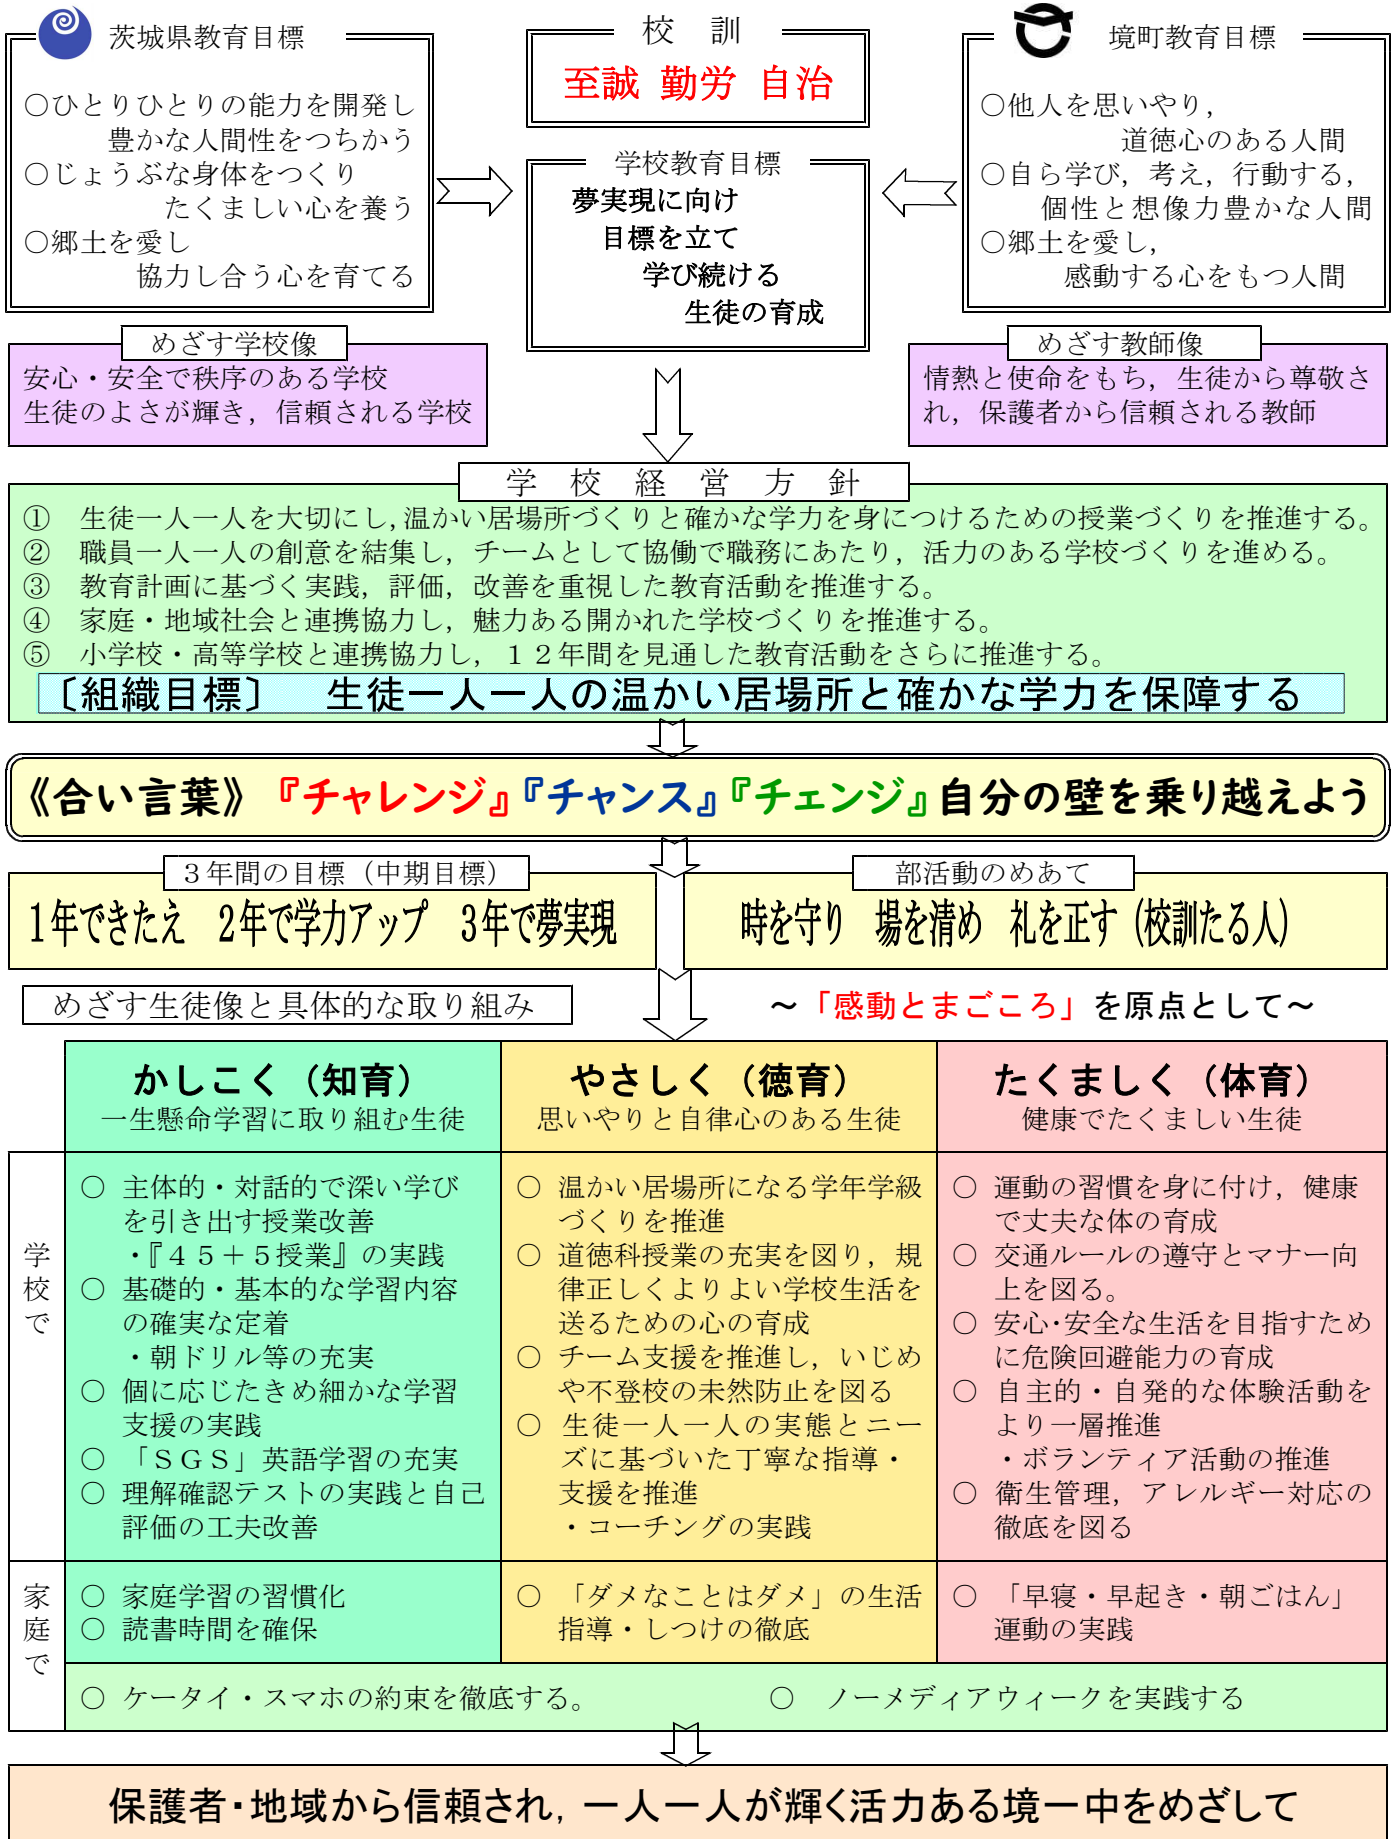 茨城県教育目標
○ひとりひとりの能力を開発し
豊かな人間性をつちかう
○じょうぶな身体をつくり
たくましい心を養う
○郷土を愛し
協力し合う心を育てる
校　訓
至誠 勤労 自治
学校教育目標
夢実現に向け
目標を立て
学び続ける
生徒の育成
境町教育目標
○他人を思いやり，
道徳心のある人間
○自ら学び，考え，行動する，
個性と想像力豊かな人間
○郷土を愛し，
感動する心をもつ人間
めざす学校像
安心・安全で秩序のある学校
生徒のよさが輝き，信頼される学校
めざす教師像
情熱と使命をもち，生徒から尊敬さ
れ，保護者から信頼される教師
学　校　経　営　方　針
①　生徒一人一人を大切にし,温かい居場所づくりと確かな学力を身につけるための授業づくりを推進する。
②　職員一人一人の創意を結集し，チームとして協働で職務にあたり，活力のある学校づくりを進める。
③　教育計画に基づく実践，評価，改善を重視した教育活動を推進する。
④　家庭・地域社会と連携協力し，魅力ある開かれた学校づくりを推進する。
⑤　小学校・高等学校と連携協力し，１２年間を見通した教育活動をさらに推進する。
〔組織目標〕　生徒一人一人の温かい居場所と確かな学力を保障する
《合い言葉》『チャレンジ』『チャンス』『チェンジ』自分の壁を乗り越えよう
３年間の目標（中期目標）
１年できたえ　２年で学力アップ　３年で夢実現
部活動のめあて
時を守り　場を清め　礼を正す（校訓たる人）
めざす生徒像と具体的な取り組み
～「感動とまごころ」を原点として～
かしこく（知育）
一生懸命学習に取り組む生徒
やさしく（徳育）
思いやりと自律心のある生徒
たくましく（体育）
健康でたくましい生徒
学校で
○ 主体的・対話的で深い学び
を引き出す授業改善
・『４５＋５授業』の実践
○ 基礎的・基本的な学習内容
の確実な定着
・朝ドリル等の充実
○ 個に応じたきめ細かな学習
支援の実践
○ 「ＳＧＳ」英語学習の充実
○ 理解確認テストの実践と自己
評価の工夫改善
○ 温かい居場所になる学年学級
づくりを推進
○ 道徳科授業の充実を図り，規
律正しくよりよい学校生活を
送るための心の育成
○ チーム支援を推進し，いじめ
や不登校の未然防止を図る
○ 生徒一人一人の実態とニー
ズに基づいた丁寧な指導・
支援を推進
・コーチングの実践
○ 運動の習慣を身に付け，健康
で丈夫な体の育成
○ 交通ルールの遵守とマナー向
上を図る。
○ 安心・安全な生活を目指すため
に危険回避能力の育成
○ 自主的・自発的な体験活動を
より一層推進
・ボランティア活動の推進
○ 衛生管理，アレルギー対応の
徹底を図る
家庭で
○ 家庭学習の習慣化
○ 読書時間を確保
○ 「ダメなことはダメ」の生活
指導・しつけの徹底
○ 「早寝・早起き・朝ごはん」
運動の実践
○ ケータイ・スマホの約束を徹底する。
○　ノーメディアウィークを実践する
保護者・地域から信頼され，一人一人が輝く活力ある境一中をめざして